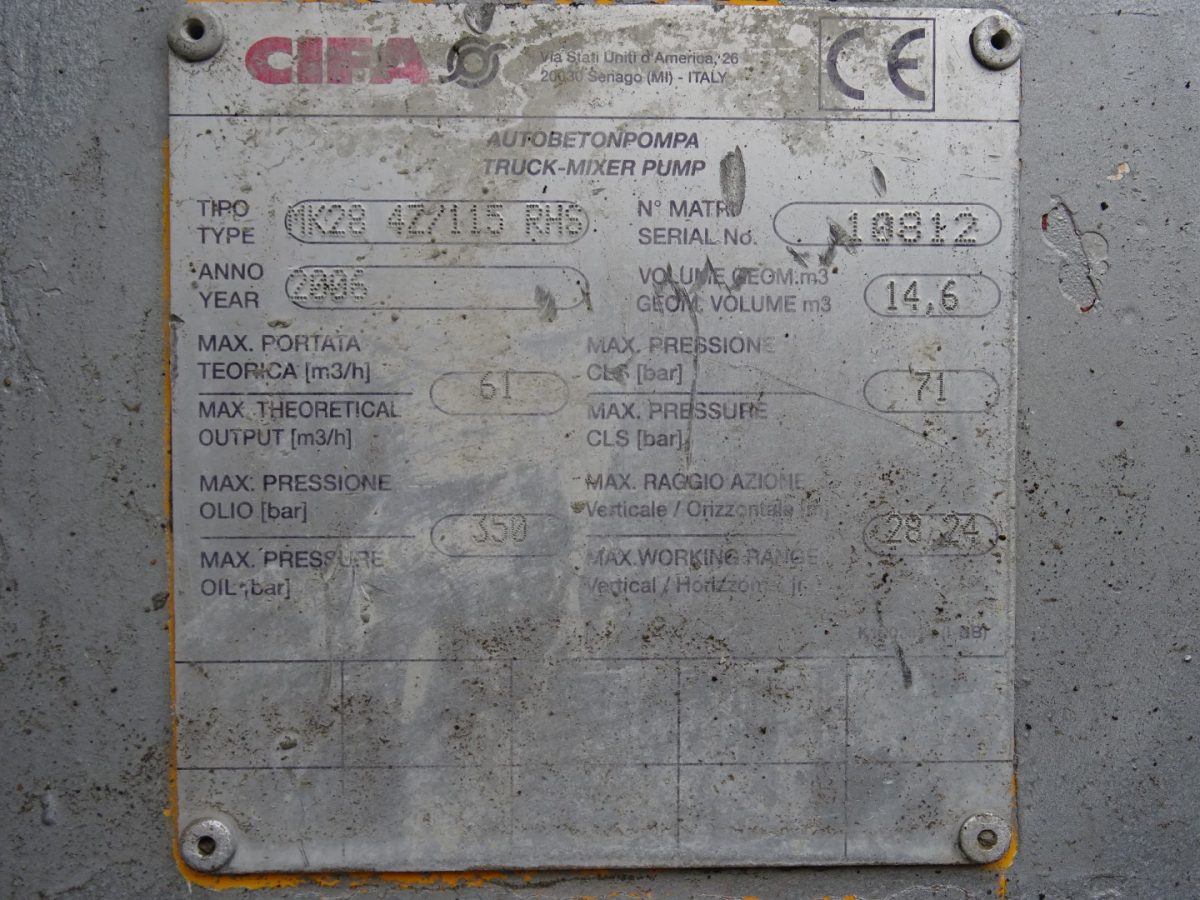 CIFA
Via Stati Uniti d'America, 26
20030 Senago (MI) - ITALY
CE
AUTOBETONPOMPA
TRUCK-MIXER PUMP
TIPO
TYPE
MK28 4Z/115 RHS
N° MATR.
SERIAL No.
10812
ANNO
YEAR
2006
VOLUME GEOM.m3
GEOM. VOLUME m3
14,6
MAX. PORTATA
TEORICA [m3/h]
MAX. THEORETICAL
OUTPUT [m3/h]
61
MAX. PRESSIONE
CLS [bar]
MAX. PRESSURE
CLS [bar]
71
MAX. PRESSIONE
OLIO [bar]
MAX. PRESSURE
OIL [bar]
350
MAX. RAGGIO AZIONE
Verticale / Orizzontale [m]
MAX.WORKING RANGE
Vertical / Horizzontal
28/24